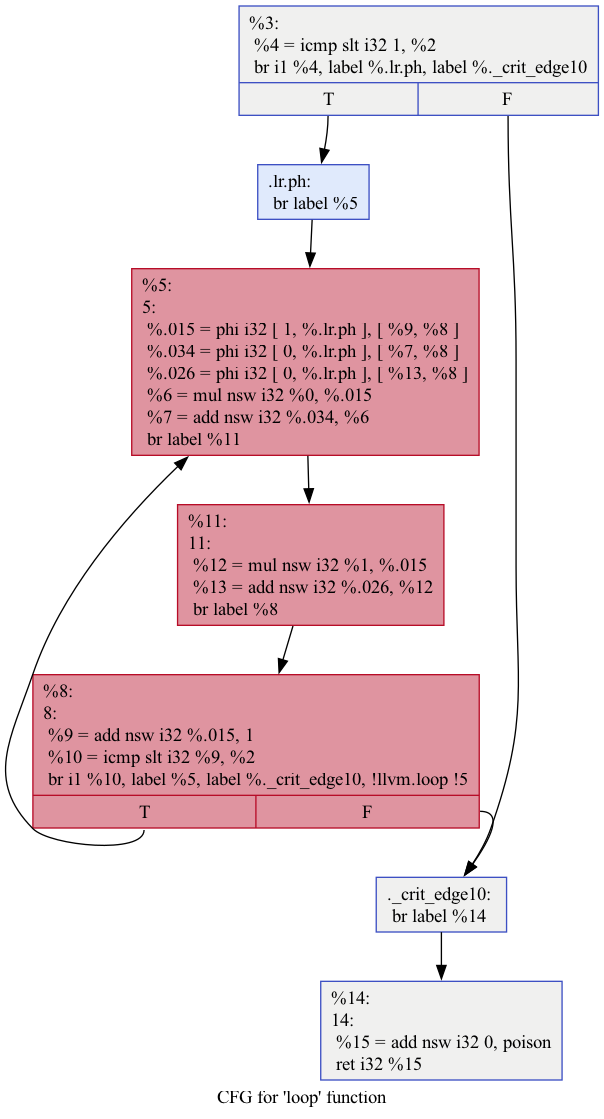 %3:
%4 = icmp slt i32 1, %2
br i1 %4, label %.lr.ph, label %._crit_edge10
T
F
.lr.ph:
br label %5
%5:
5:
%.015 = phi i32 [ 1, %.lr.ph ], [ %9, %8 ]
%.034 = phi i32 [ 0, %.lr.ph ], [ %7, %8 ]
%.026 = phi i32 [ 0, %.lr.ph ], [ %13, %8 ]
%6 = mul nsw i32 %0, %.015
%7 = add nsw i32 %.034, %6
br label %11
%11:
11:
%12 = mul nsw i32 %1, %.015
%13 = add nsw i32 %.026, %12
br label %8
%8:
8:
%9 = add nsw i32 %.015, 1
%10 = icmp slt i32 %9, %2
br i1 %10, label %5, label %._crit_edge10, !llvm.loop !5
T
F
._crit_edge10:
br label %14
%14:
14:
%15 = add nsw i32 0, poison
ret i32 %15
CFG for 'loop' function